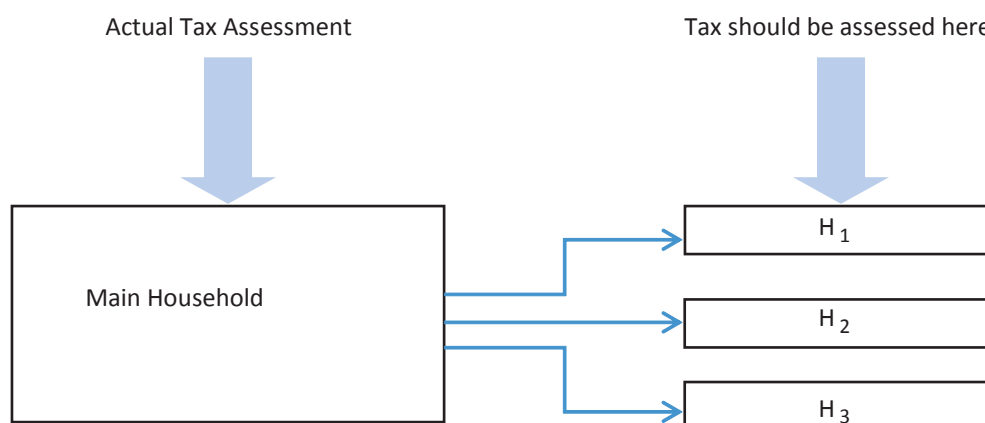 Actual Tax Assessment
Tax should be assessed here
Main Household
H 1
H 2
H 3